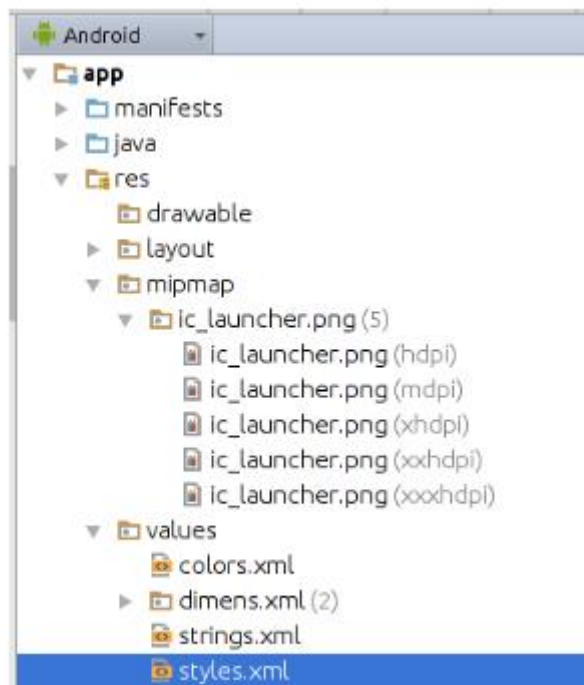 Android
app
manifests
java
res
drawable
layout
mipmap
ic_launcher.png (5)
ic_launcher.png (hdpi)
ic_launcher.png (mdpi)
ic_launcher.png (xhdpi)
ic_launcher.png (xxhdpi)
ic_launcher.png (xxxhdpi)
values
colors.xml
dimens.xml (2)
strings.xml
styles.xml